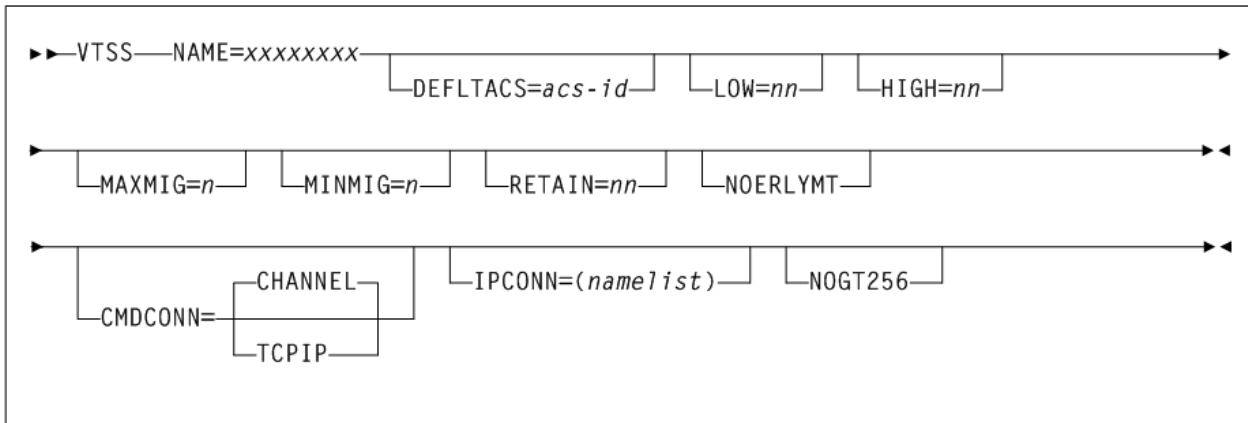 VTSS NAME=xxxxxxxx
DEFLTACS=acs-id LOW=nn HIGH=nn
MAXMIG=n MINMIG=n RETAIN=nn NOERLYMT
CHANNEL IPCONN=(namelist) NOGT256
CMDCONN=
TCPIP